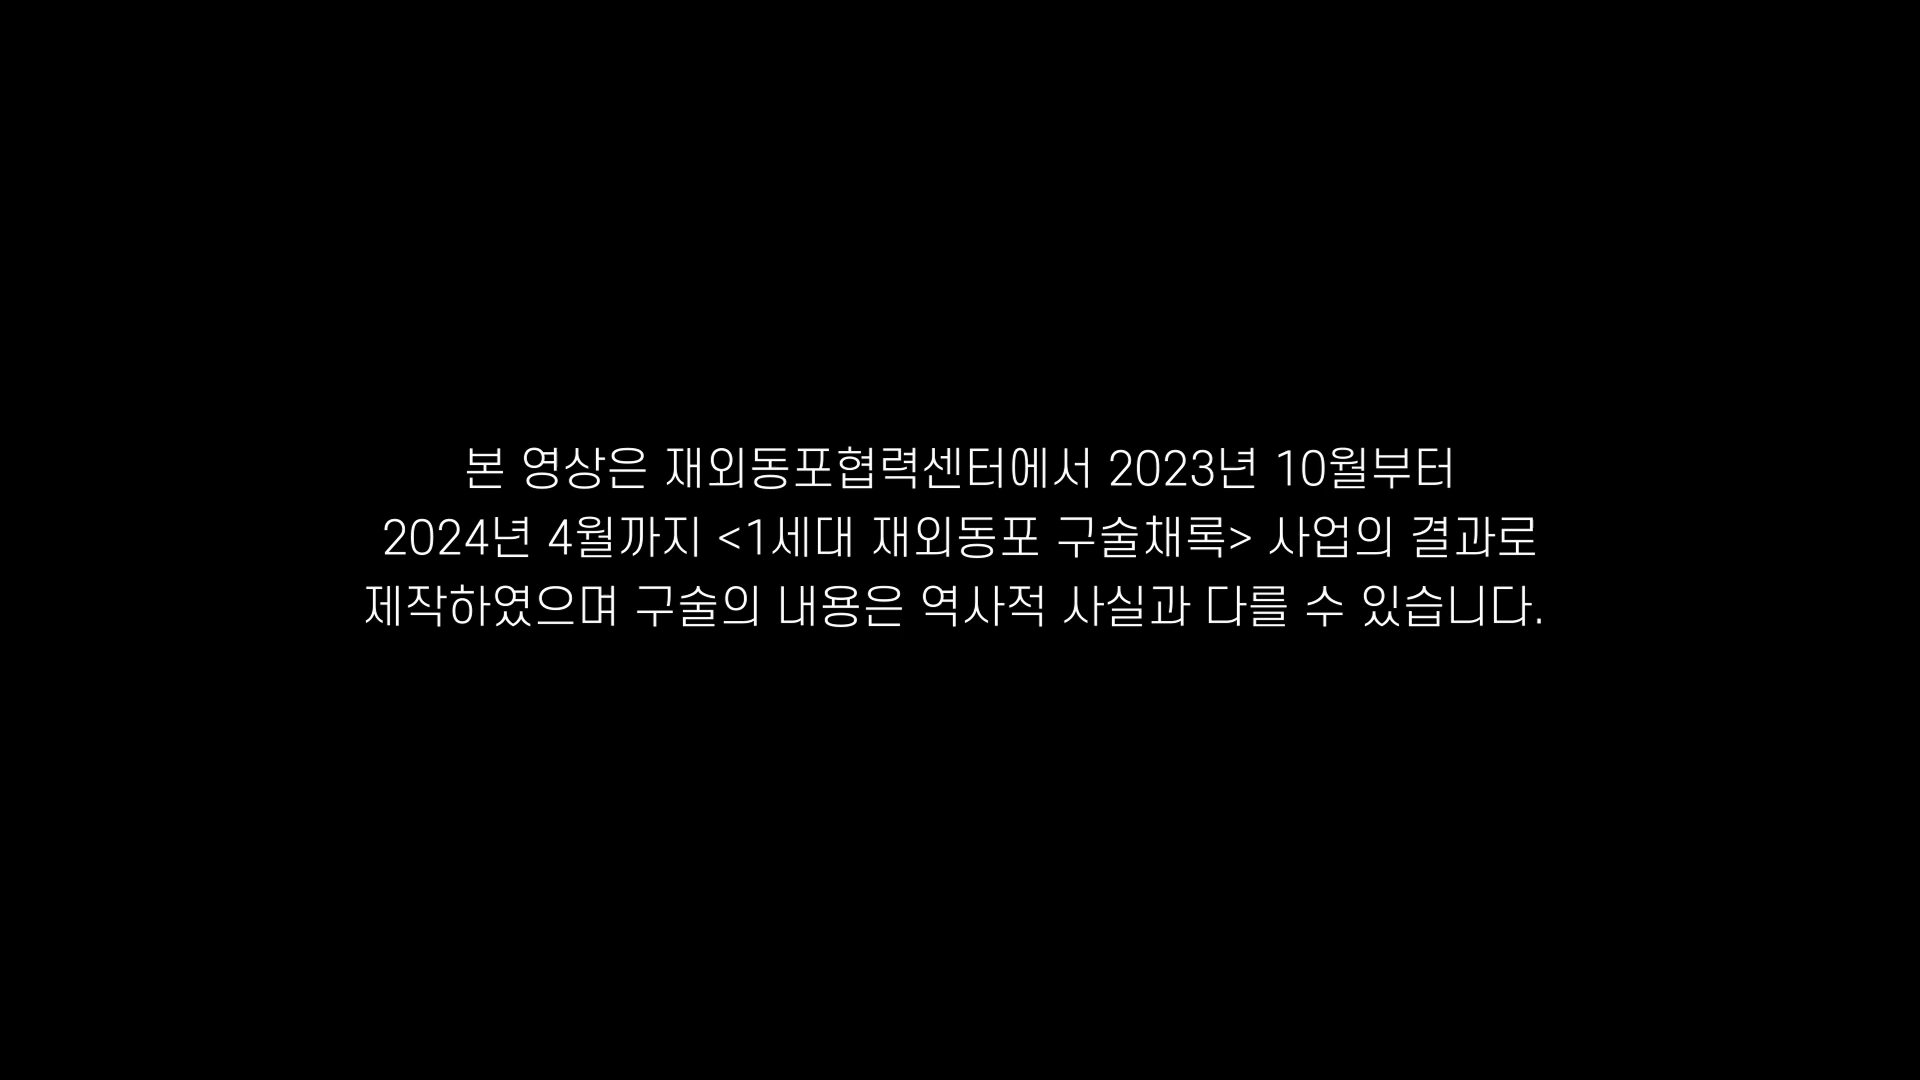 본 영상은 재외동포협력센터에서 2023년 10월부터
2024년 4월까지 <1세대 재외동포 구술채록> 사업의 결과로
제작하였으며 구술의 내용은 역사적 사실과 다를 수 있습니다.